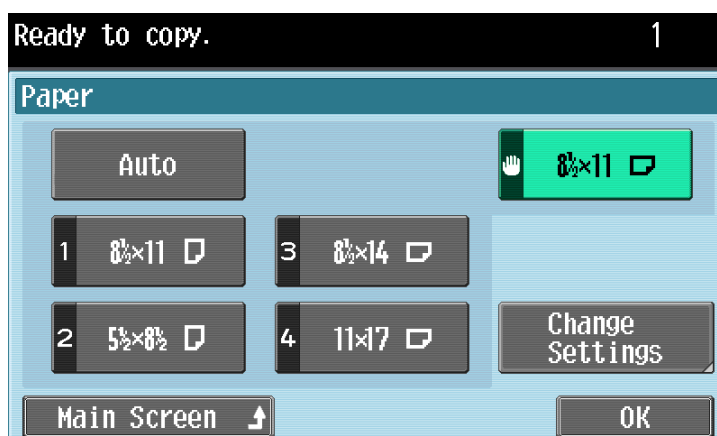 Ready to copy. 1
Paper
Auto 8½×11
1 8½×11 3 8½×14
2 5½×8½ 4 11×17
Change
Settings
Main Screen OK